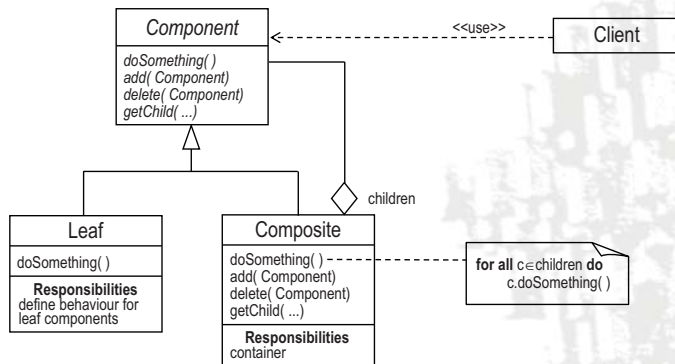 Component
doSomething( )
add( Component)
delete( Component)
getChild( ...)
<<use>>
Client
children
Leaf
doSomething( )
Responsibilities
define behaviour for
leaf components
Composite
doSomething( )
add( Component)
delete( Component)
getChild( ...)
Responsibilities
container
for all c∈children do
c.doSomething( )